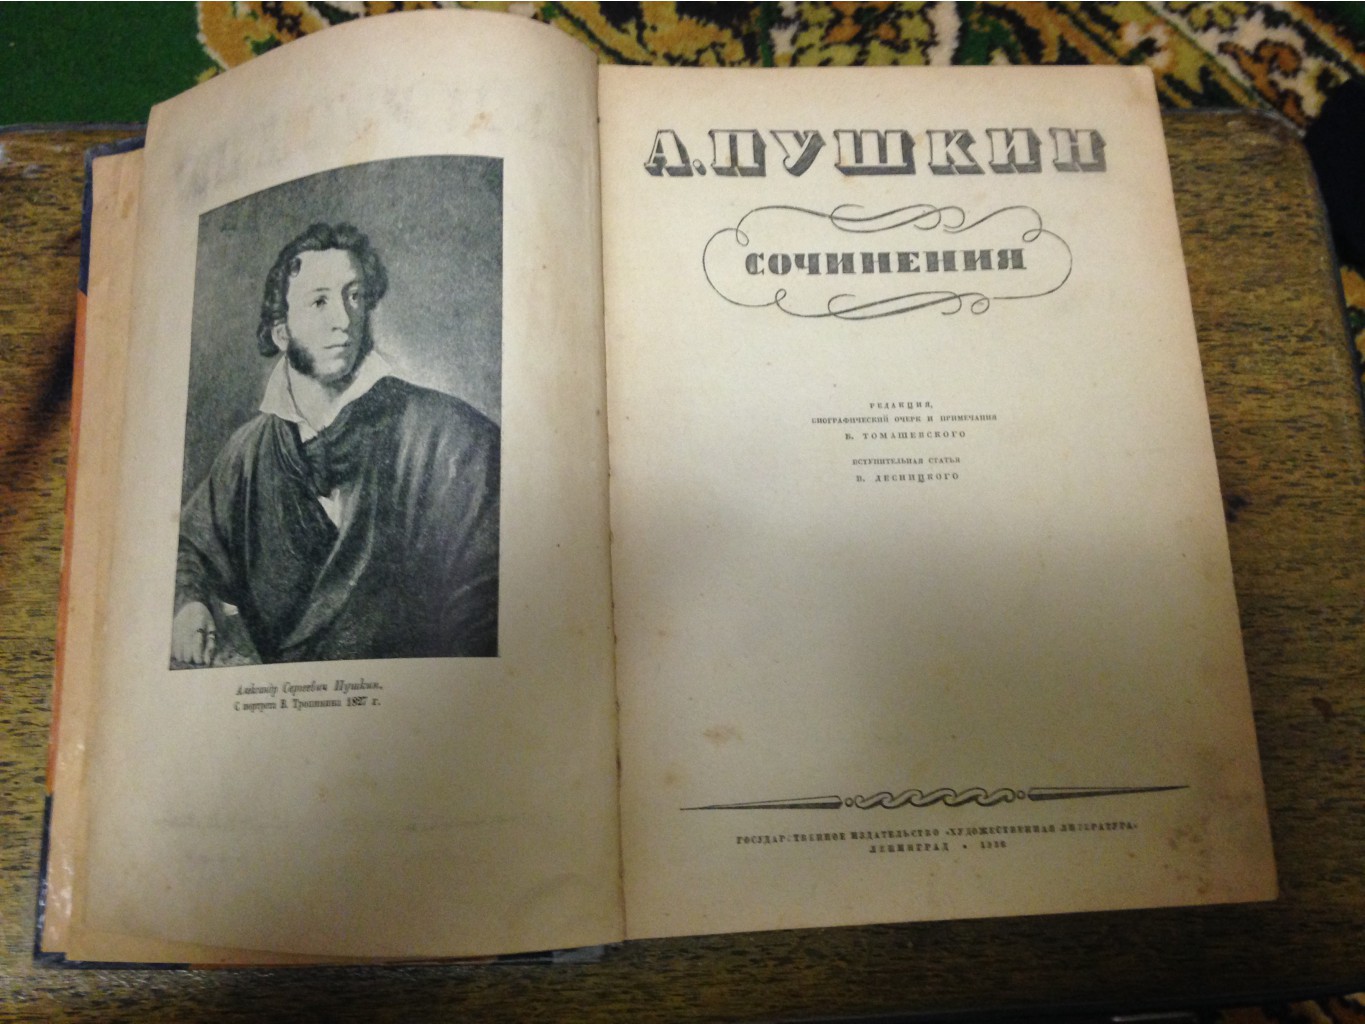 Александр Сергеевич Пушкин.
С портрета В. Тропинина 1827 г.
А. ПУШКИН
СОЧИНЕНИЯ
РЕДАКЦИЯ,
БИОГРАФИЧЕСКИЙ ОЧЕРК И ПРИМЕЧАНИЯ
Б. ТОМАШЕВСКОГО
ВСТУПИТЕЛЬНАЯ СТАТЬЯ
В. ДЕСНИЦКОГО
ГОСУДАРСТВЕННОЕ ИЗДАТЕЛЬСТВО «ХУДОЖЕСТВЕННАЯ ЛИТЕРАТУРА»
ЛЕНИНГРАД •